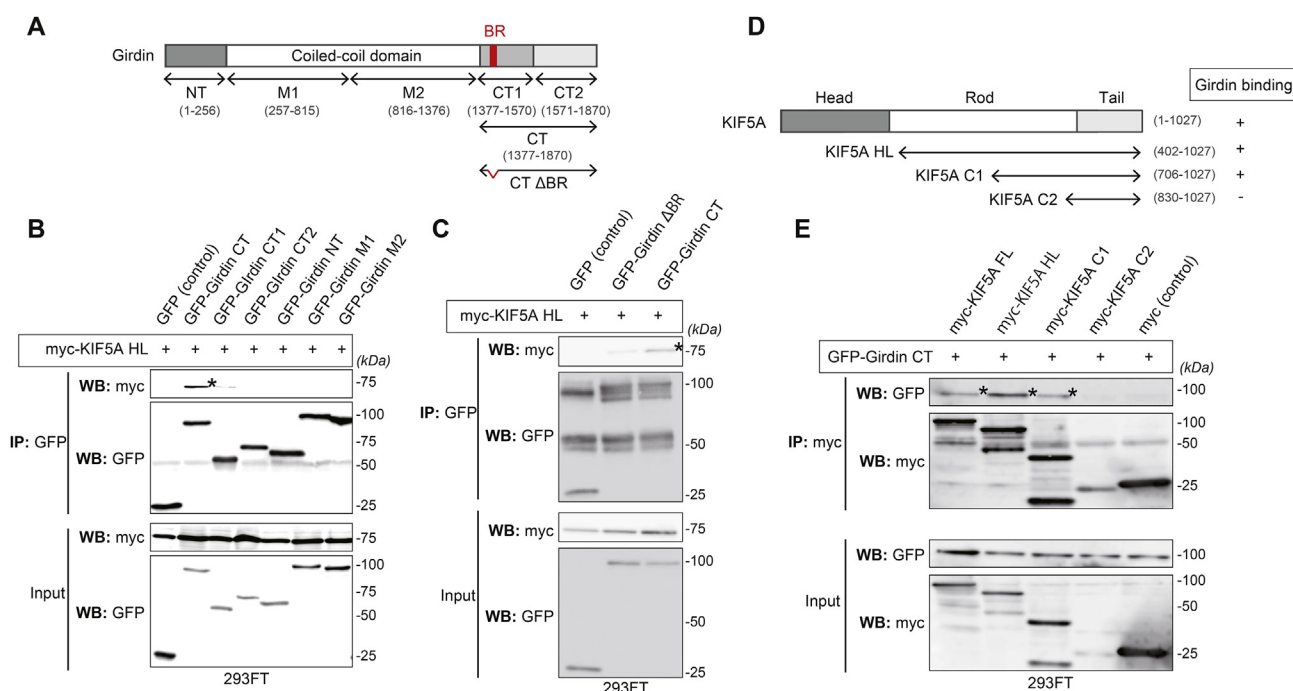 A
BR
Girdin
Coiled-coil domain
NT
M1
M2
CT1
CT2
(1-256)
(257-815)
(816-1376)
(1377-1570)
(1571-1870)
CT
(1377-1870)
CT ΔBR
D
Girdin binding
Head
Rod
Tail
KIF5A
(1-1027)
+
KIF5A HL
(402-1027)
+
KIF5A C1
(706-1027)
+
KIF5A C2
(830-1027)
-
B
GFP (control)
GFP-Girdin CT
GFP-GIrdin CT1
GFP-GIrdin CT2
GFP-Girdin NT
GFP-Girdin M1
GFP-Girdin M2
myc-KIF5A HL
+ + + + + + +
(kDa)
WB: myc
*
-75
IP: GFP
WB: GFP
-100
-75
-50
-25
WB: myc
-75
Input
WB: GFP
-100
-75
-50
-25
293FT
C
GFP (control)
GFP-Girdin ΔBR
GFP-Girdin CT
myc-KIF5A HL
+ + +
(kDa)
WB: myc
*
-75
IP: GFP
WB: GFP
-100
-50
-25
WB: myc
-75
Input
WB: GFP
-100
-50
-25
293FT
E
myc-KIF5A FL
myc-KIF5A HL
myc-KIF5A C1
myc-KIF5A C2
myc (control)
GFP-Girdin CT
+ + + + +
(kDa)
WB: GFP
* * *
-100
IP: myc
WB: myc
-100
-50
-25
WB: GFP
-100
Input
WB: myc
-100
-50
-25
293FT